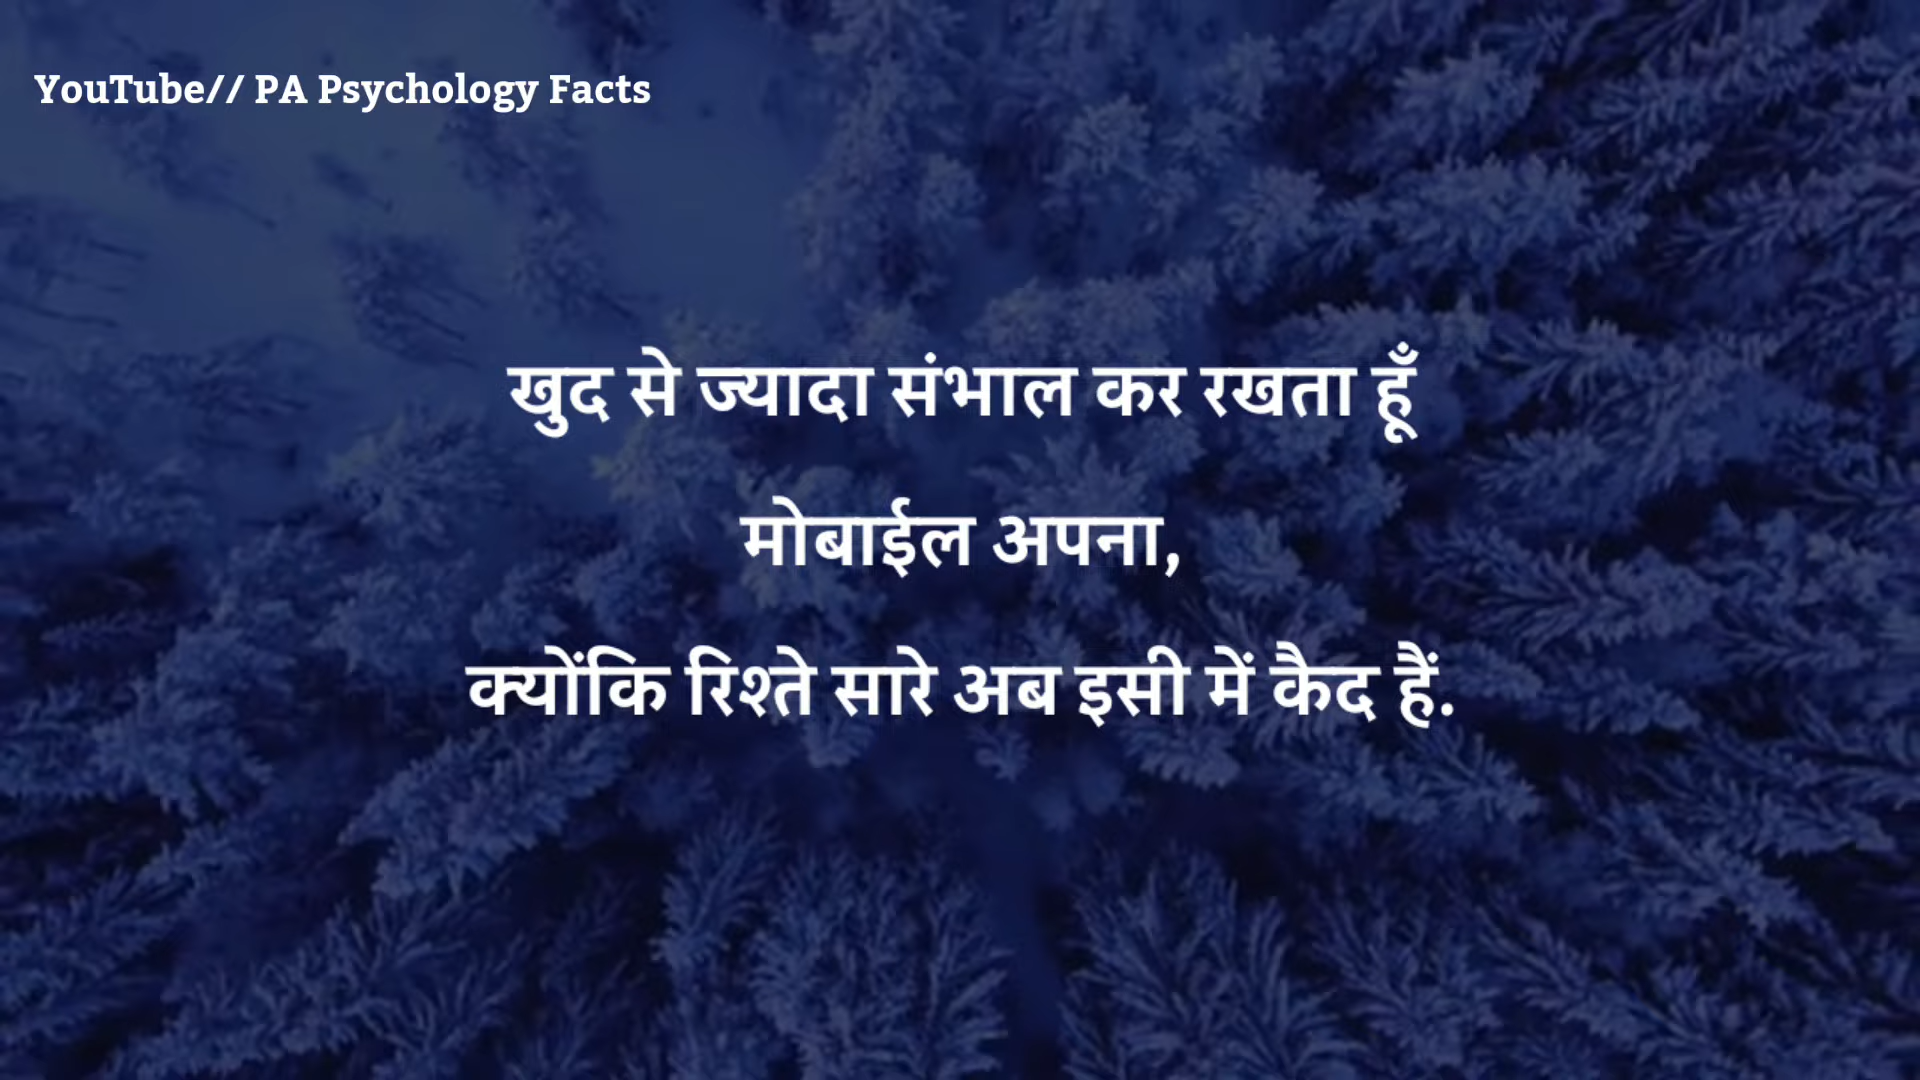 YouTube// PA Psychology Facts
खुद से ज्यादा संभाल कर रखता हूँ
मोबाईल अपना,
क्योंकि रिश्ते सारे अब इसी में कैद हैं.